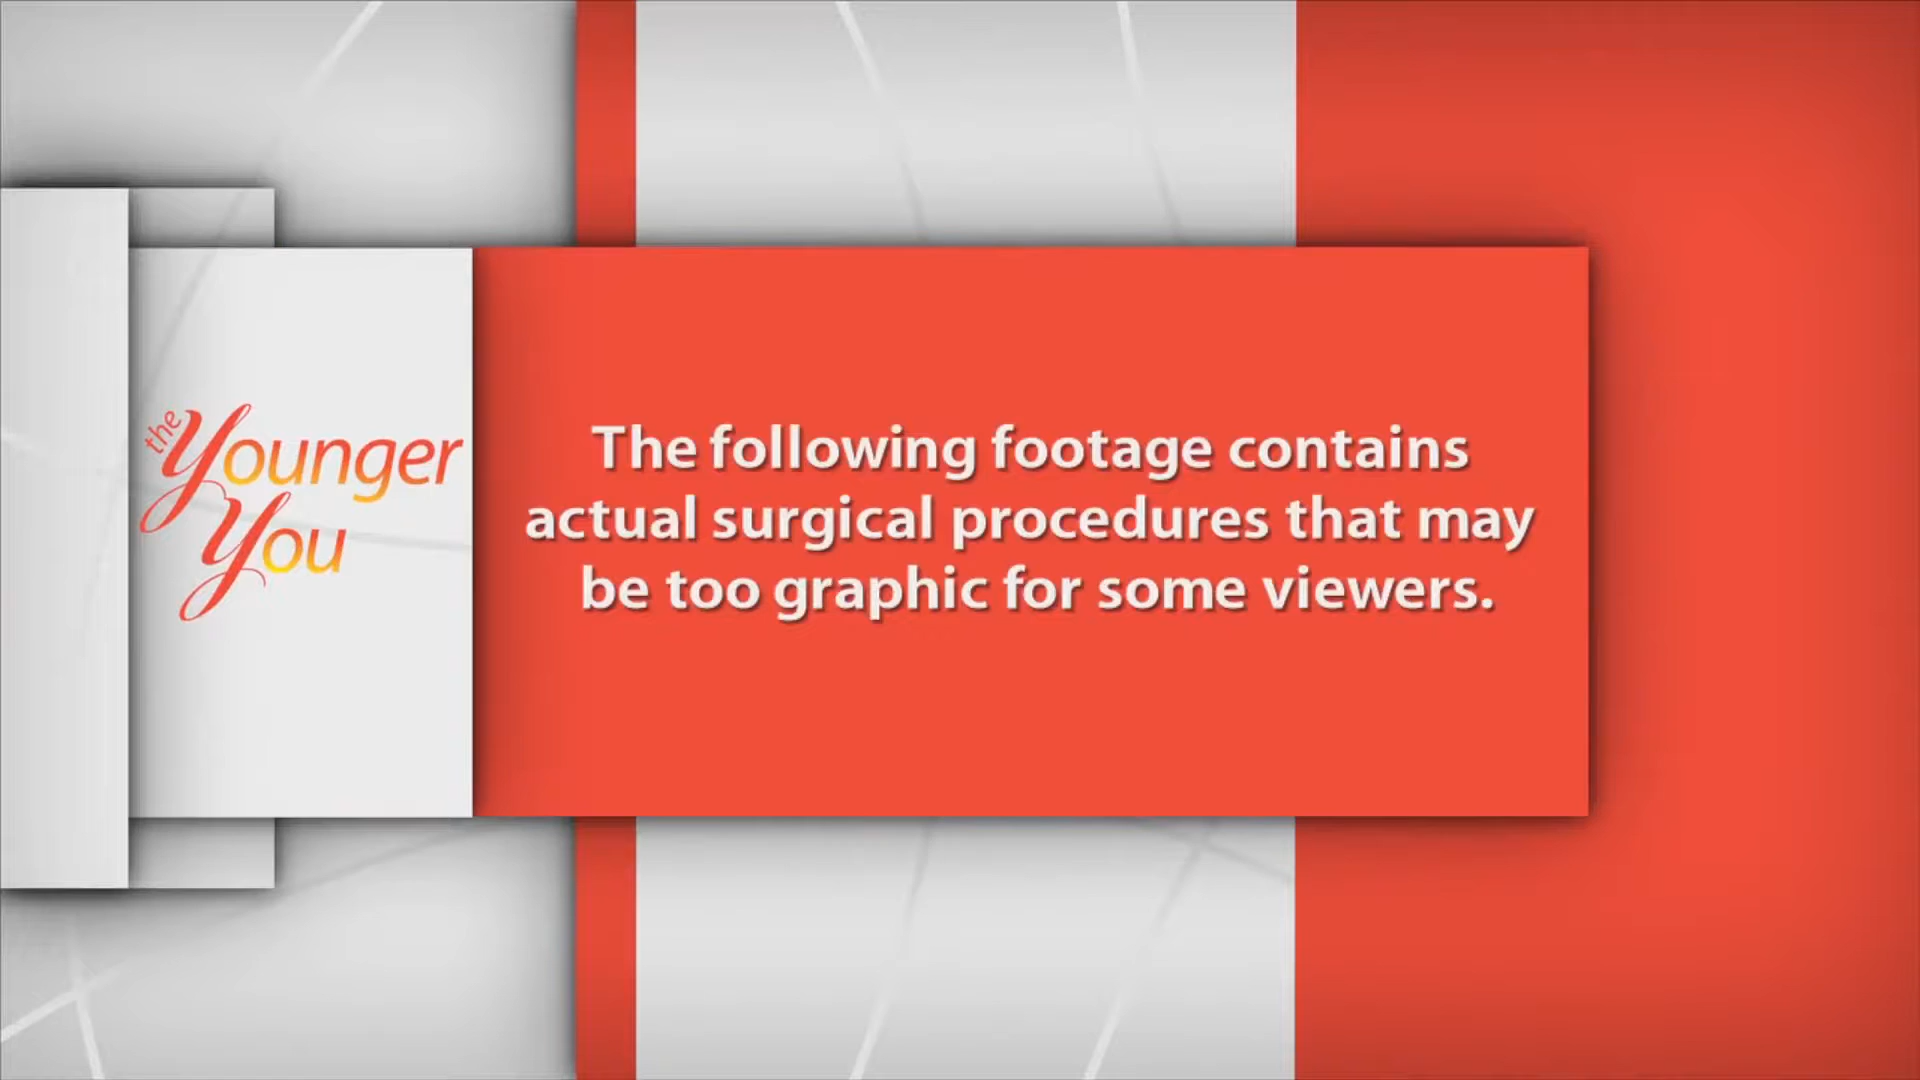 the Younger
You
The following footage contains
actual surgical procedures that may
be too graphic for some viewers.